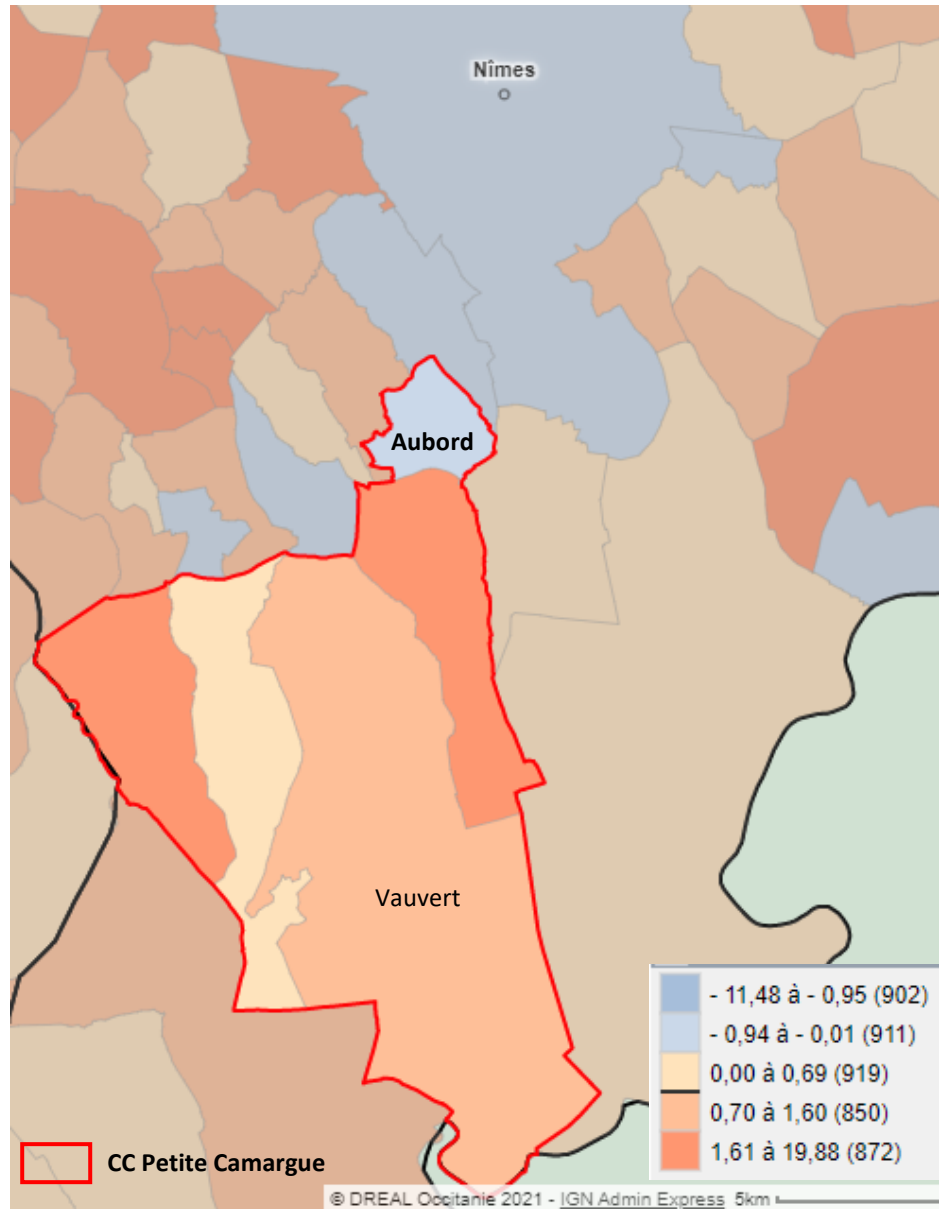 Nîmes
Aubord
Vauvert
- 11,48 à - 0,95 (902)
- 0,94 à - 0,01 (911)
0,00 à 0,69 (919)
0,70 à 1,60 (850)
1,61 à 19,88 (872)
CC Petite Camargue
© DREAL Occitanie 2021 - IGN Admin Express 5km